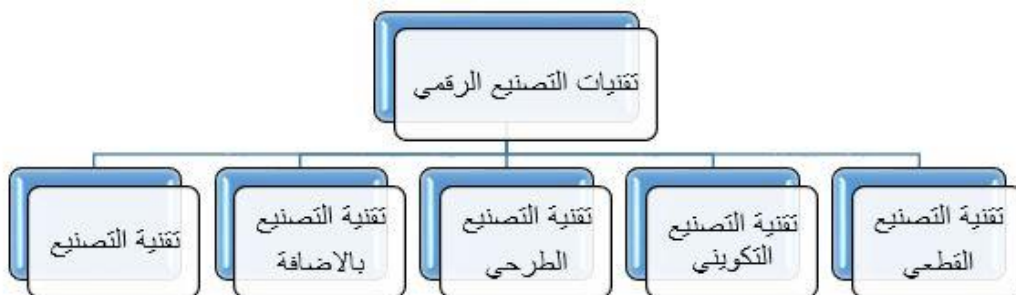 تقنيات التصنيع الرقمي
تقنية التصنيع
القطعي
تقنية التصنيع
التكويني
تقنية التصنيع
الطرحي
تقنية التصنيع
بالاضافة
تقنية التصنيع